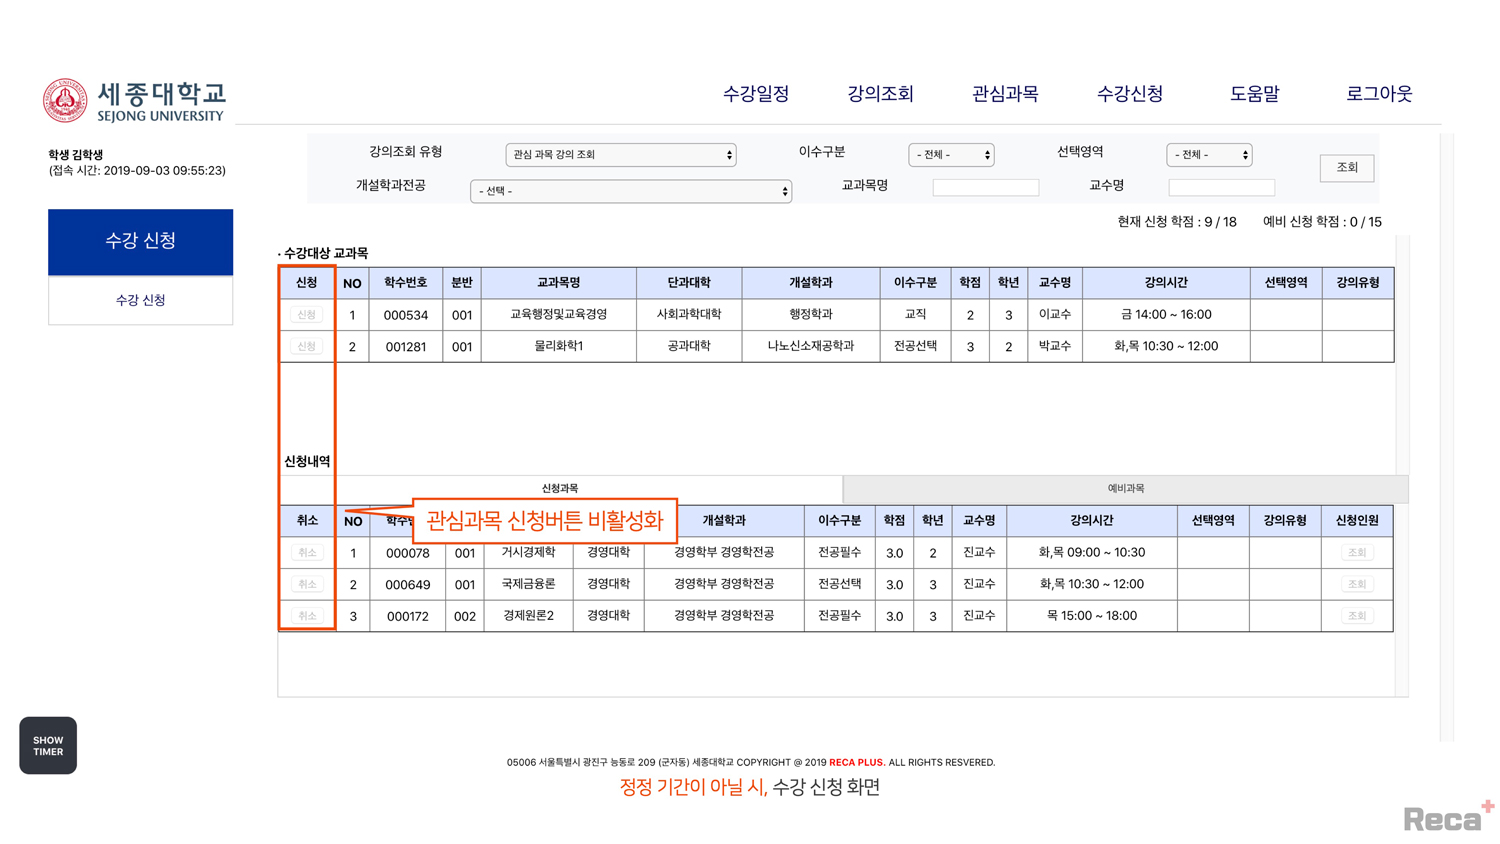 세종대학교
SEJONG UNIVERSITY
수강일정 강의조회 관심과목 수강신청 도움말 로그아웃
학생 김학생
(접속 시간: 2019-09-03 09:55:23)
수강 신청
수강 신청
강의조회 유형 관심 과목 강의 조회 이수구분 - 전체 - 선택영역 - 전체 -
조회
개설학과전공 - 선택 - 교과목명 교수명
현재 신청 학점 : 9 / 18 예비 신청 학점 : 0 / 15
· 수강대상 교과목
신청 NO 학수번호 분반 교과목명 단과대학 개설학과 이수구분 학점 학년 교수명 강의시간 선택영역 강의유형
신청 1 000534 001 교육행정및교육경영 사회과학대학 행정학과 교직 2 3 이교수 금 14:00 ~ 16:00
신청 2 001281 001 물리화학1 공과대학 나노신소재공학과 전공선택 3 2 박교수 화,목 10:30 ~ 12:00
신청내역
신청과목 예비과목
취소 NO 개설학과 이수구분 학점 학년 교수명 강의시간 선택영역 강의유형 신청인원
관심과목 신청버튼 비활성화
취소 1 000078 001 거시경제학 경영대학 경영학부 경영학전공 전공필수 3.0 2 진교수 화,목 09:00 ~ 10:30 조회
취소 2 000649 001 국제금융론 경영대학 경영학부 경영학전공 전공선택 3.0 3 진교수 화,목 10:30 ~ 12:00 조회
취소 3 000172 002 경제원론2 경영대학 경영학부 경영학전공 전공필수 3.0 3 진교수 목 15:00 ~ 18:00 조회
SHOW
TIMER
05006 서울특별시 광진구 능동로 209 (군자동) 세종대학교 COPYRIGHT @ 2019 RECA PLUS. ALL RIGHTS RESVERED.
정정 기간이 아닐 시, 수강 신청 화면
Reca+